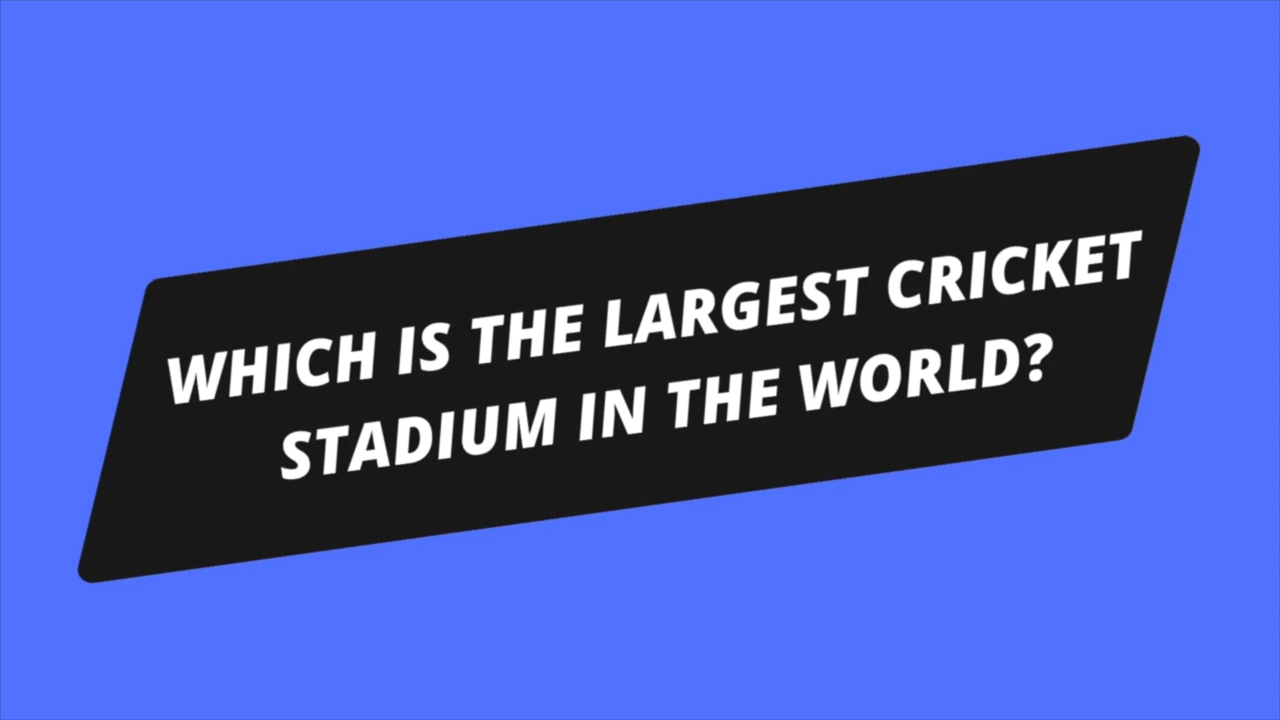 WHICH IS THE LARGEST CRICKET
STADIUM IN THE WORLD?